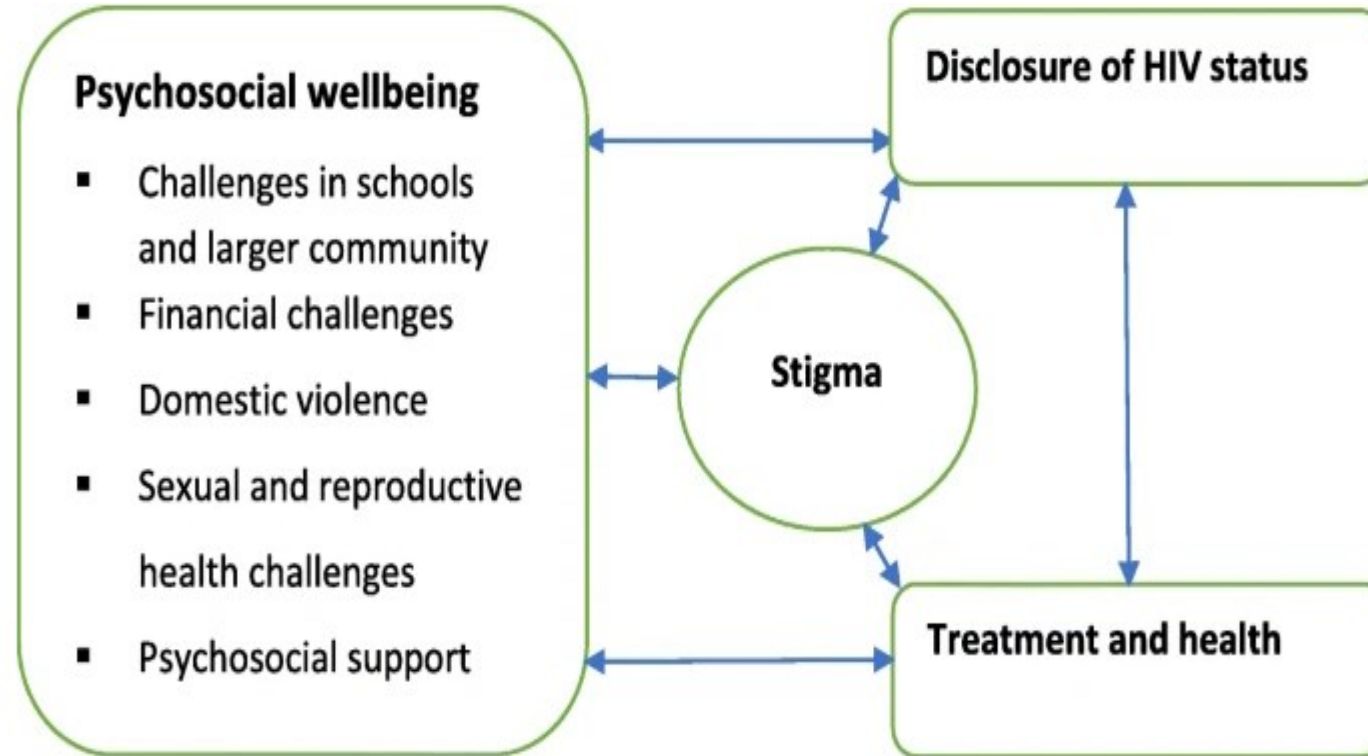 Psychosocial wellbeing
▪ Challenges in schools
and larger community
▪ Financial challenges
▪ Domestic violence
▪ Sexual and reproductive
health challenges
▪ Psychosocial support
Disclosure of HIV status
Stigma
Treatment and health